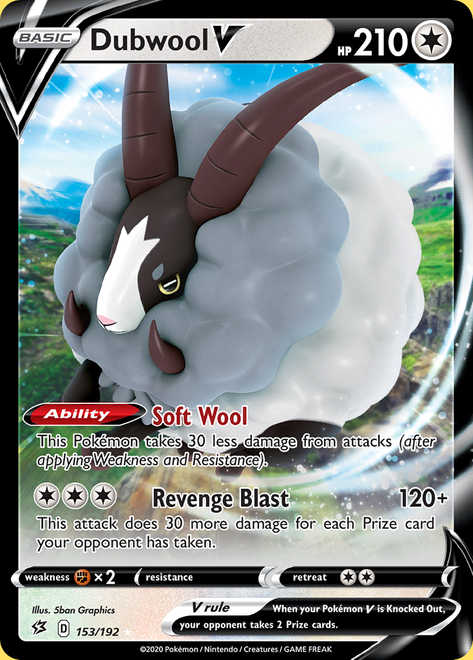 BASIC Dubwool V HP 210
Ability Soft Wool
This Pokémon takes 30 less damage from attacks (after
applying Weakness and Resistance).
Revenge Blast 120+
This attack does 30 more damage for each Prize card
your opponent has taken.
weakness ×2 resistance retreat
Illus. 5ban Graphics
V rule When your Pokémon V is Knocked Out,
your opponent takes 2 Prize cards.
D 153/192
©2020 Pokémon / Nintendo / Creatures / GAME FREAK